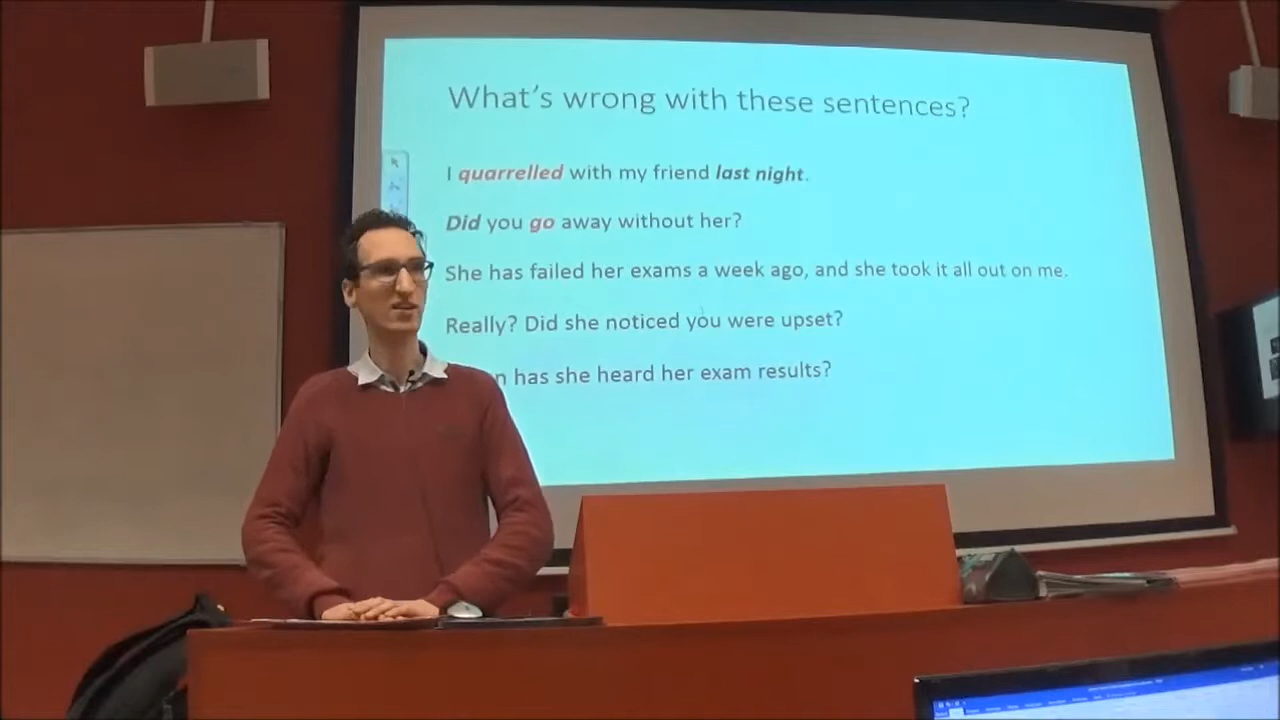 What's wrong with these sentences?
I quarrelled with my friend last night.
Did you go away without her?
She has failed her exams a week ago, and she took it all out on me.
Really? Did she noticed you were upset?
has she heard her exam results?